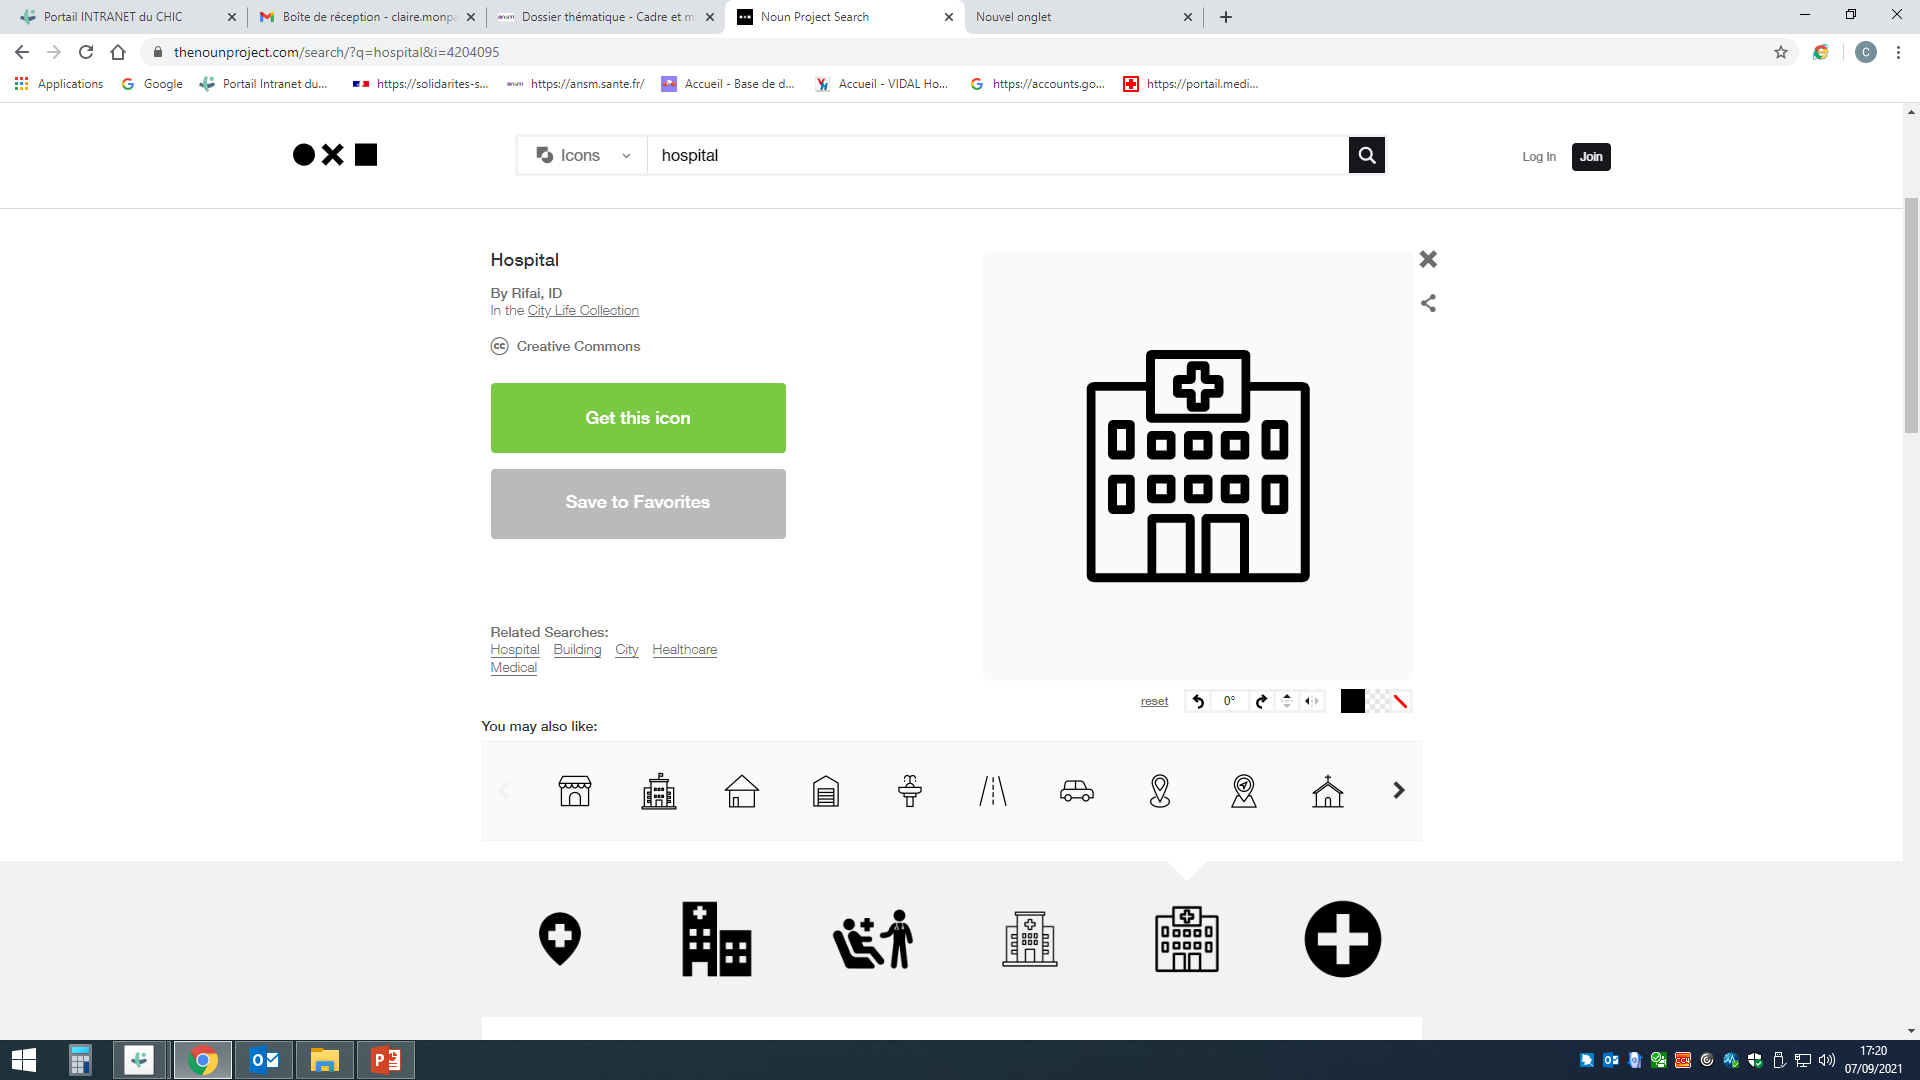 Portail INTRANET du CHIC
Boîte de réception - claire.monpa
ansm Dossier thématique - Cadre et m
Noun Project Search
Nouvel onglet
thenounproject.com/search/?q=hospital&i=4204095
C
Applications
Google
Portail Intranet du...
https://solidarites-s...
ansm https://ansm.sante.fr/
Accueil - Base de d...
Accueil - VIDAL Ho...
https://accounts.go...
https://portail.medi...
Icons
hospital
Log In
Join
Hospital
By Rifai, ID
In the City Life Collection
cc Creative Commons
Get this icon
Save to Favorites
Related Searches:
Hospital Building City Healthcare
Medical
reset
0°
You may also like:
17:20
07/09/2021